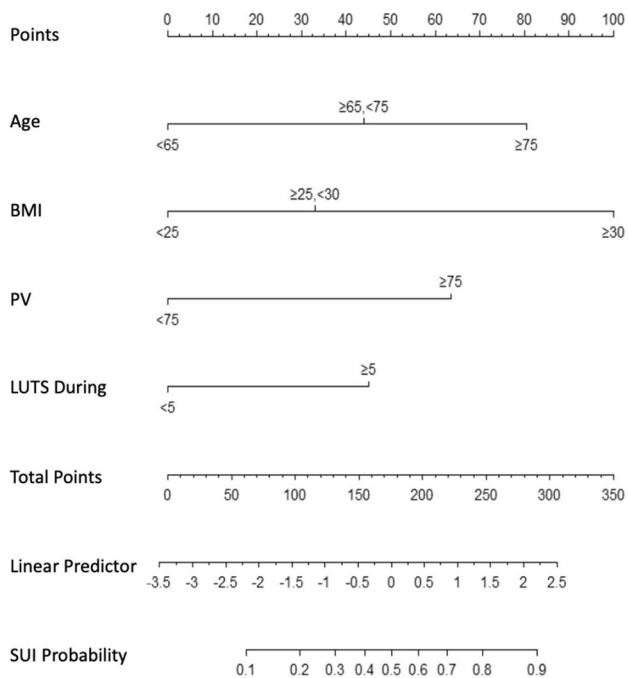 Points 0 10 20 30 40 50 60 70 80 90 100
≥65,<75
Age
<65 ≥75
≥25,<30
BMI
<25 ≥30
≥75
PV
<75
≥5
LUTS During
<5
Total Points
0 50 100 150 200 250 300 350
Linear Predictor
-3.5 -3 -2.5 -2 -1.5 -1 -0.5 0 0.5 1 1.5 2 2.5
SUI Probability
0.1 0.2 0.3 0.4 0.5 0.6 0.7 0.8 0.9